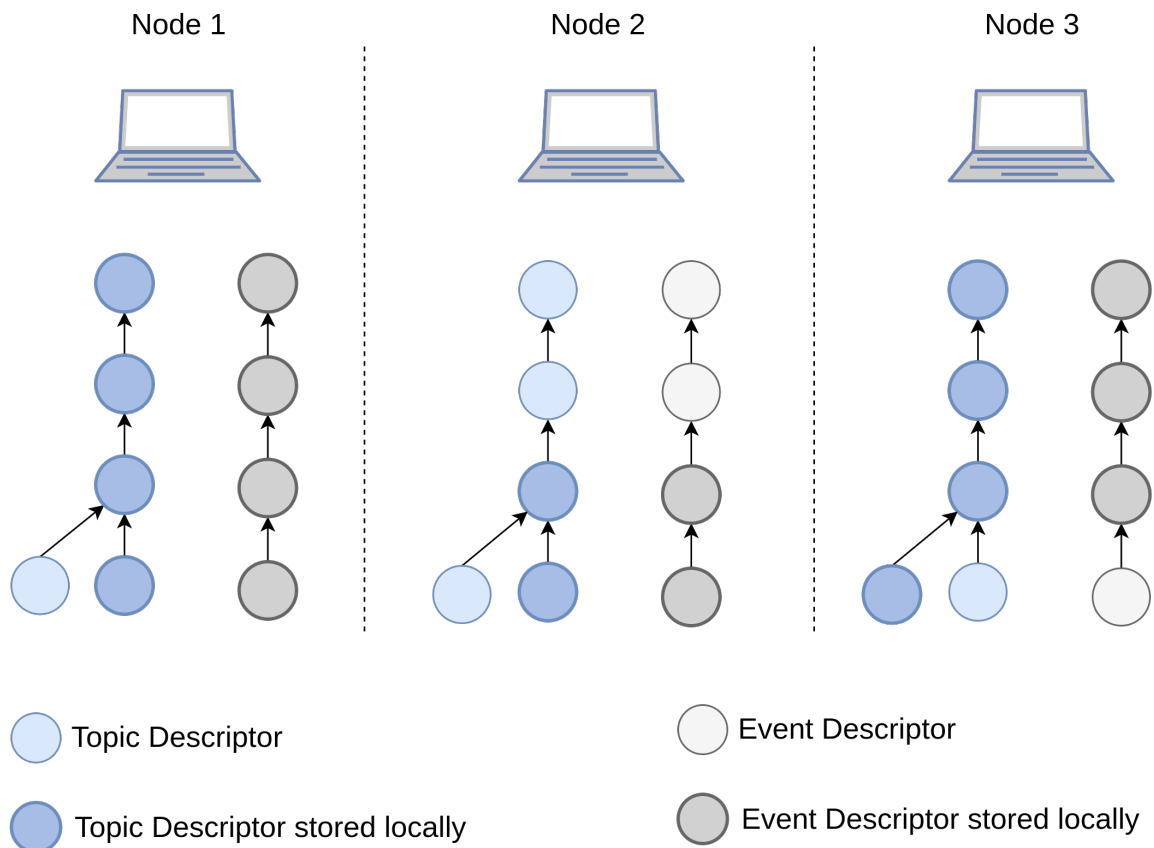 Node 1
Node 2
Node 3
Topic Descriptor
Event Descriptor
Topic Descriptor stored locally
Event Descriptor stored locally